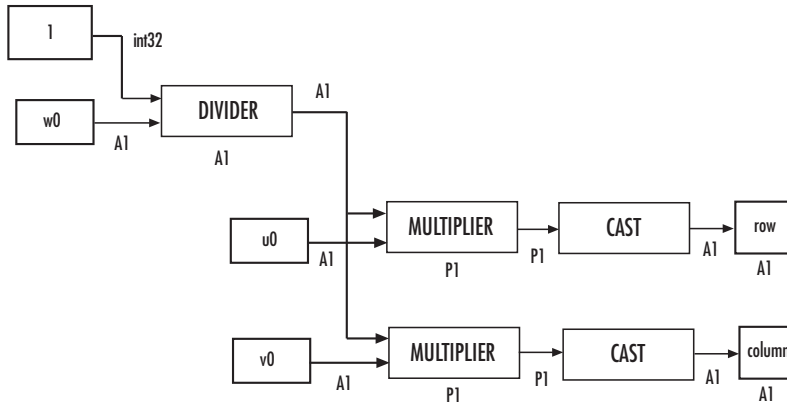 1
int32
A1
DIVIDER
w0
A1
A1
MULTIPLIER
CAST
row
u0
A1
P1
A1
P1
A1
MULTIPLIER
CAST
column
v0
A1
P1
A1
P1
A1